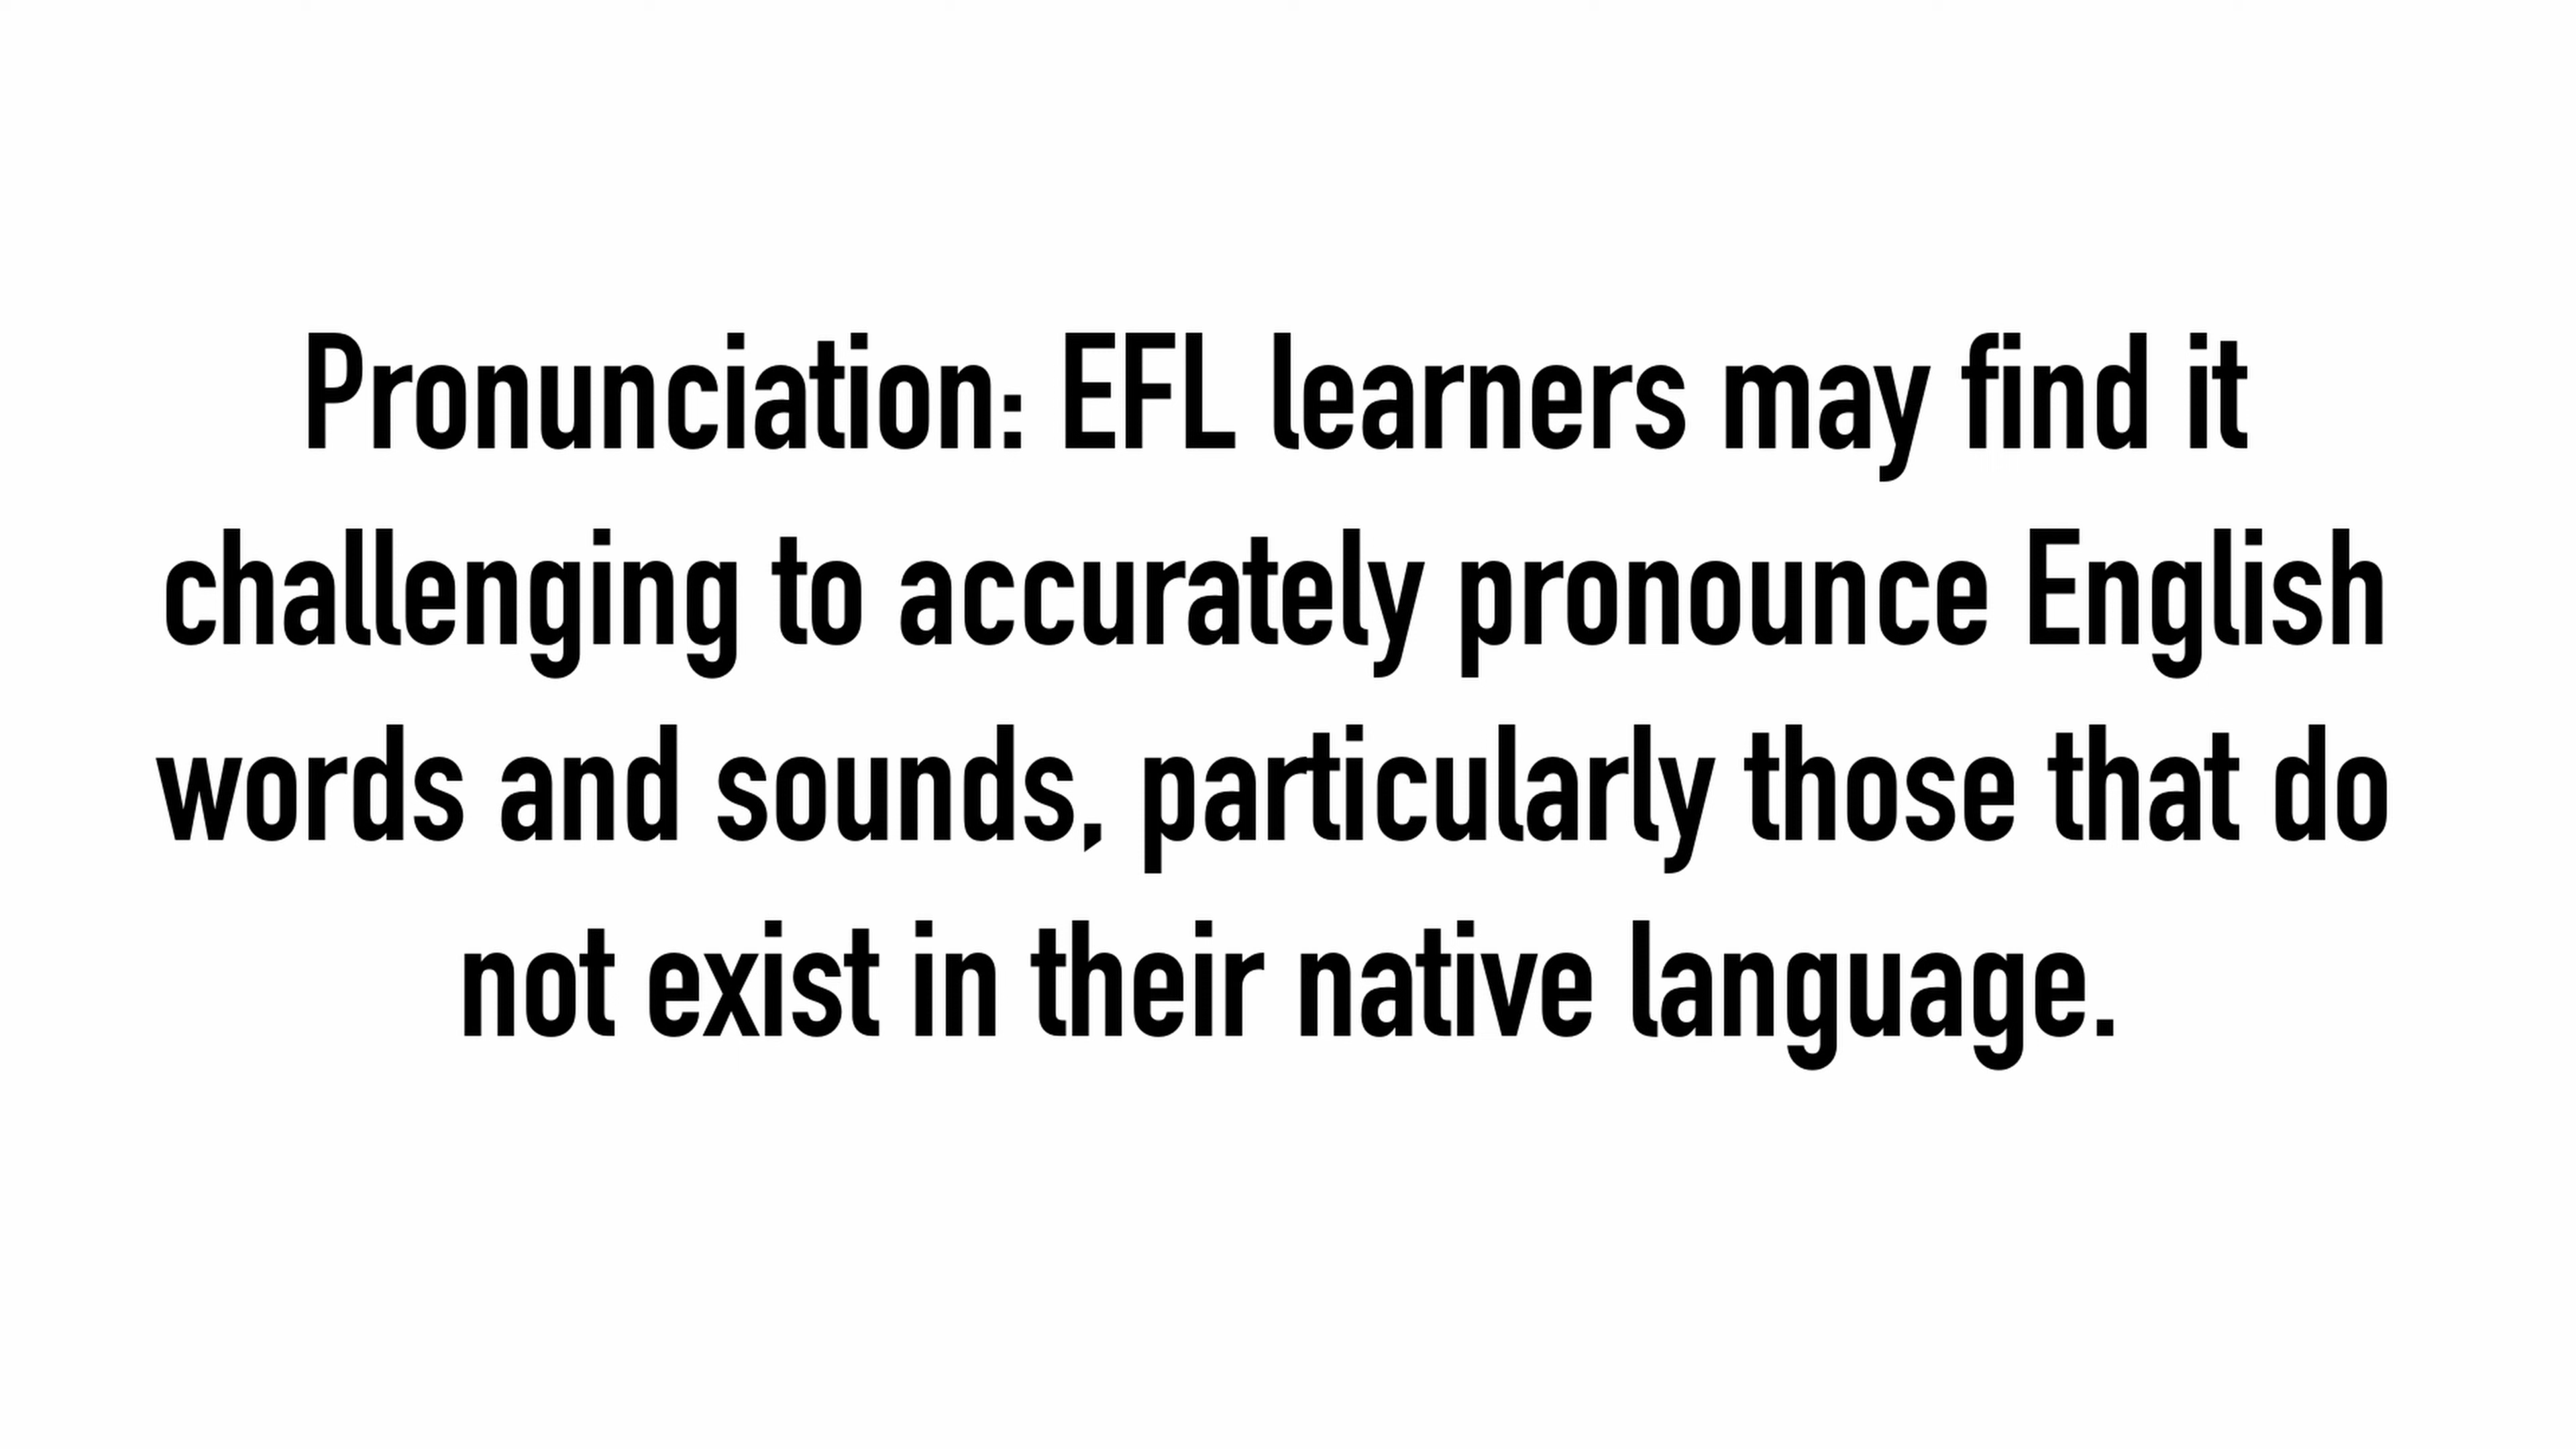 Pronunciation: EFL learners may find it
challenging to accurately pronounce English
words and sounds, particularly those that do
not exist in their native language.